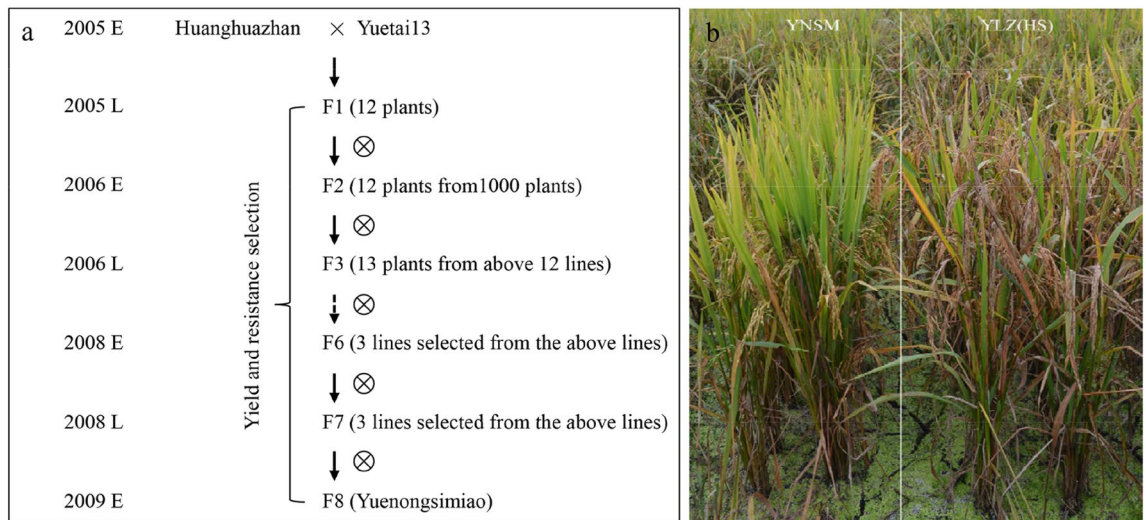 a
2005 E Huanghuazhan × Yuetai13
2005 L F1 (12 plants)
2006 E F2 (12 plants from1000 plants)
2006 L F3 (13 plants from above 12 lines)
2008 E F6 (3 lines selected from the above lines)
2008 L F7 (3 lines selected from the above lines)
2009 E F8 (Yuenongsimiao)
Yield and resistance selection
b
YNSM YLZ(HS)